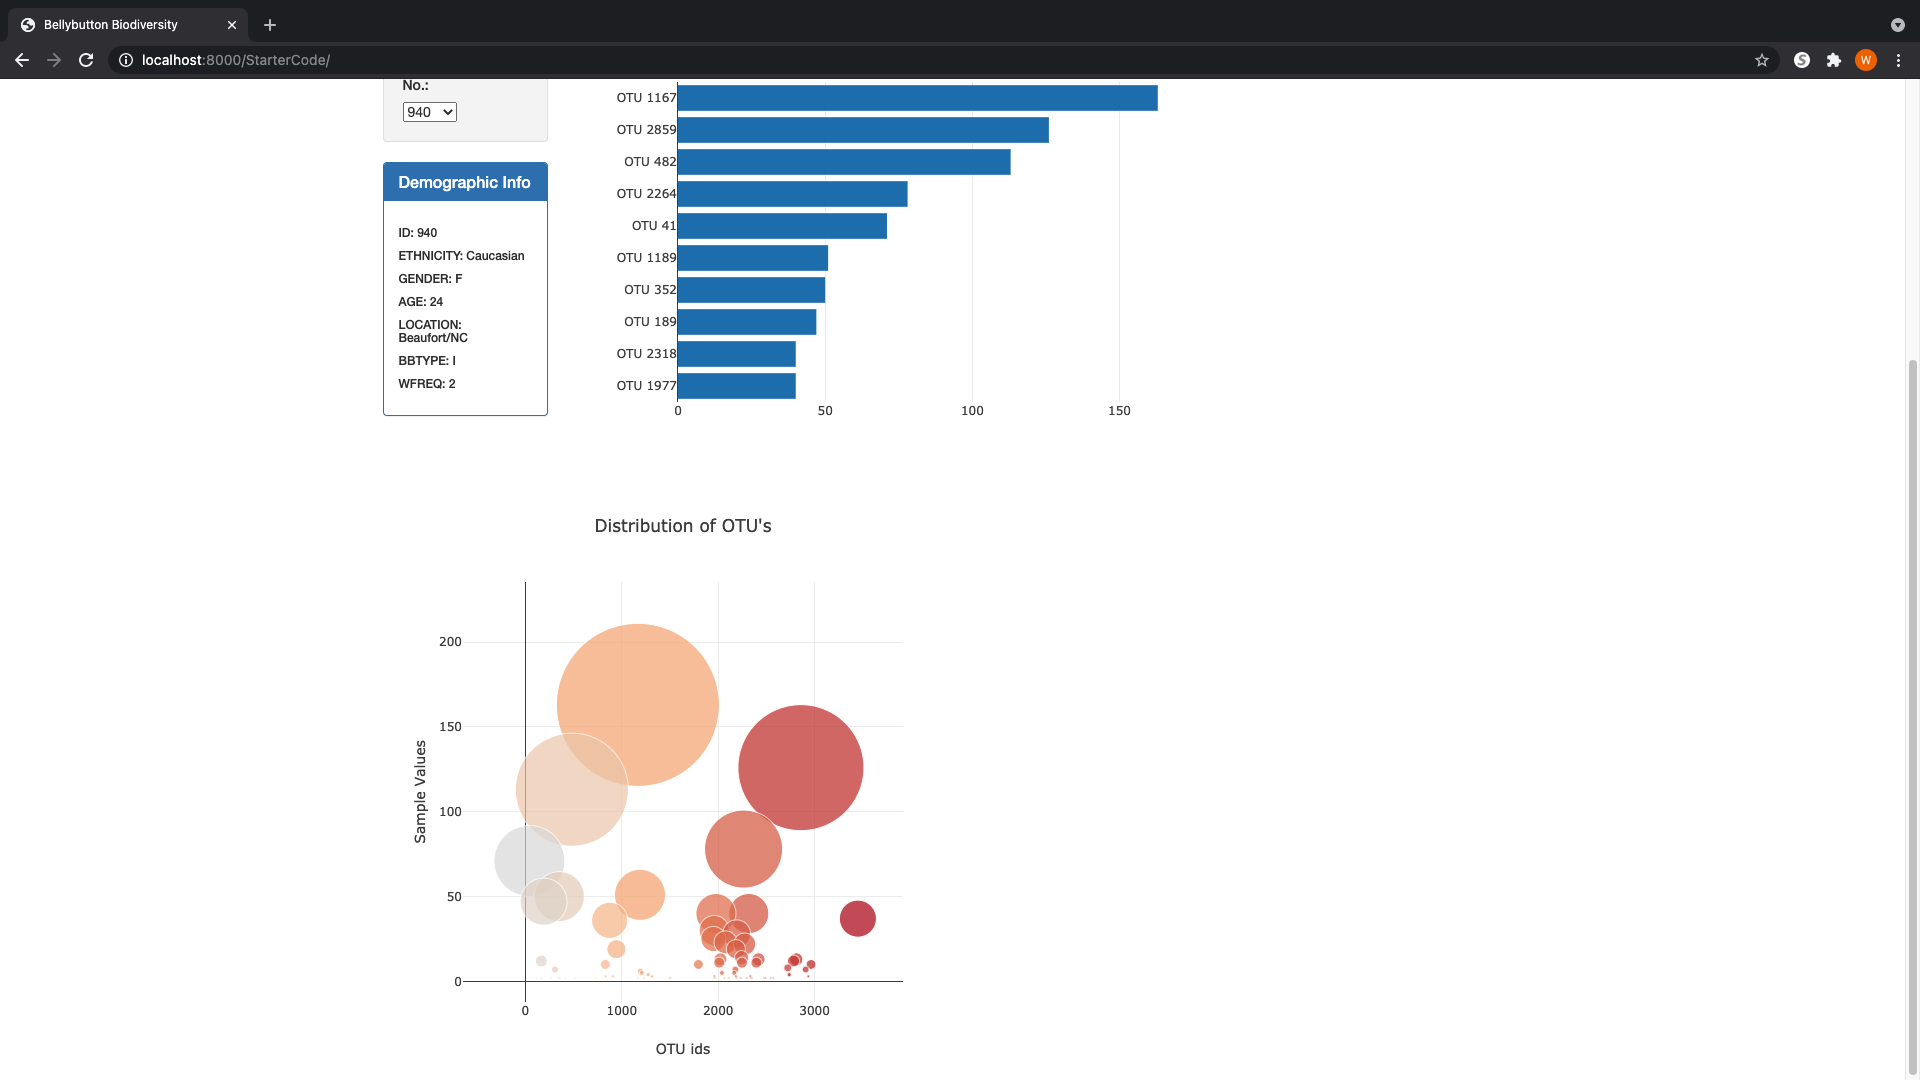 Bellybutton Biodiversity
localhost:8000/StarterCode/
W
No.:
940
Demographic Info
ID: 940
ETHNICITY: Caucasian
GENDER: F
AGE: 24
LOCATION:
Beaufort/NC
BBTYPE: I
WFREQ: 2
OTU 1167
OTU 2859
OTU 482
OTU 2264
OTU 41
OTU 1189
OTU 352
OTU 189
OTU 2318
OTU 1977
0 50 100 150
Distribution of OTU's
Sample Values
200
150
100
50
0
0 1000 2000 3000
OTU ids